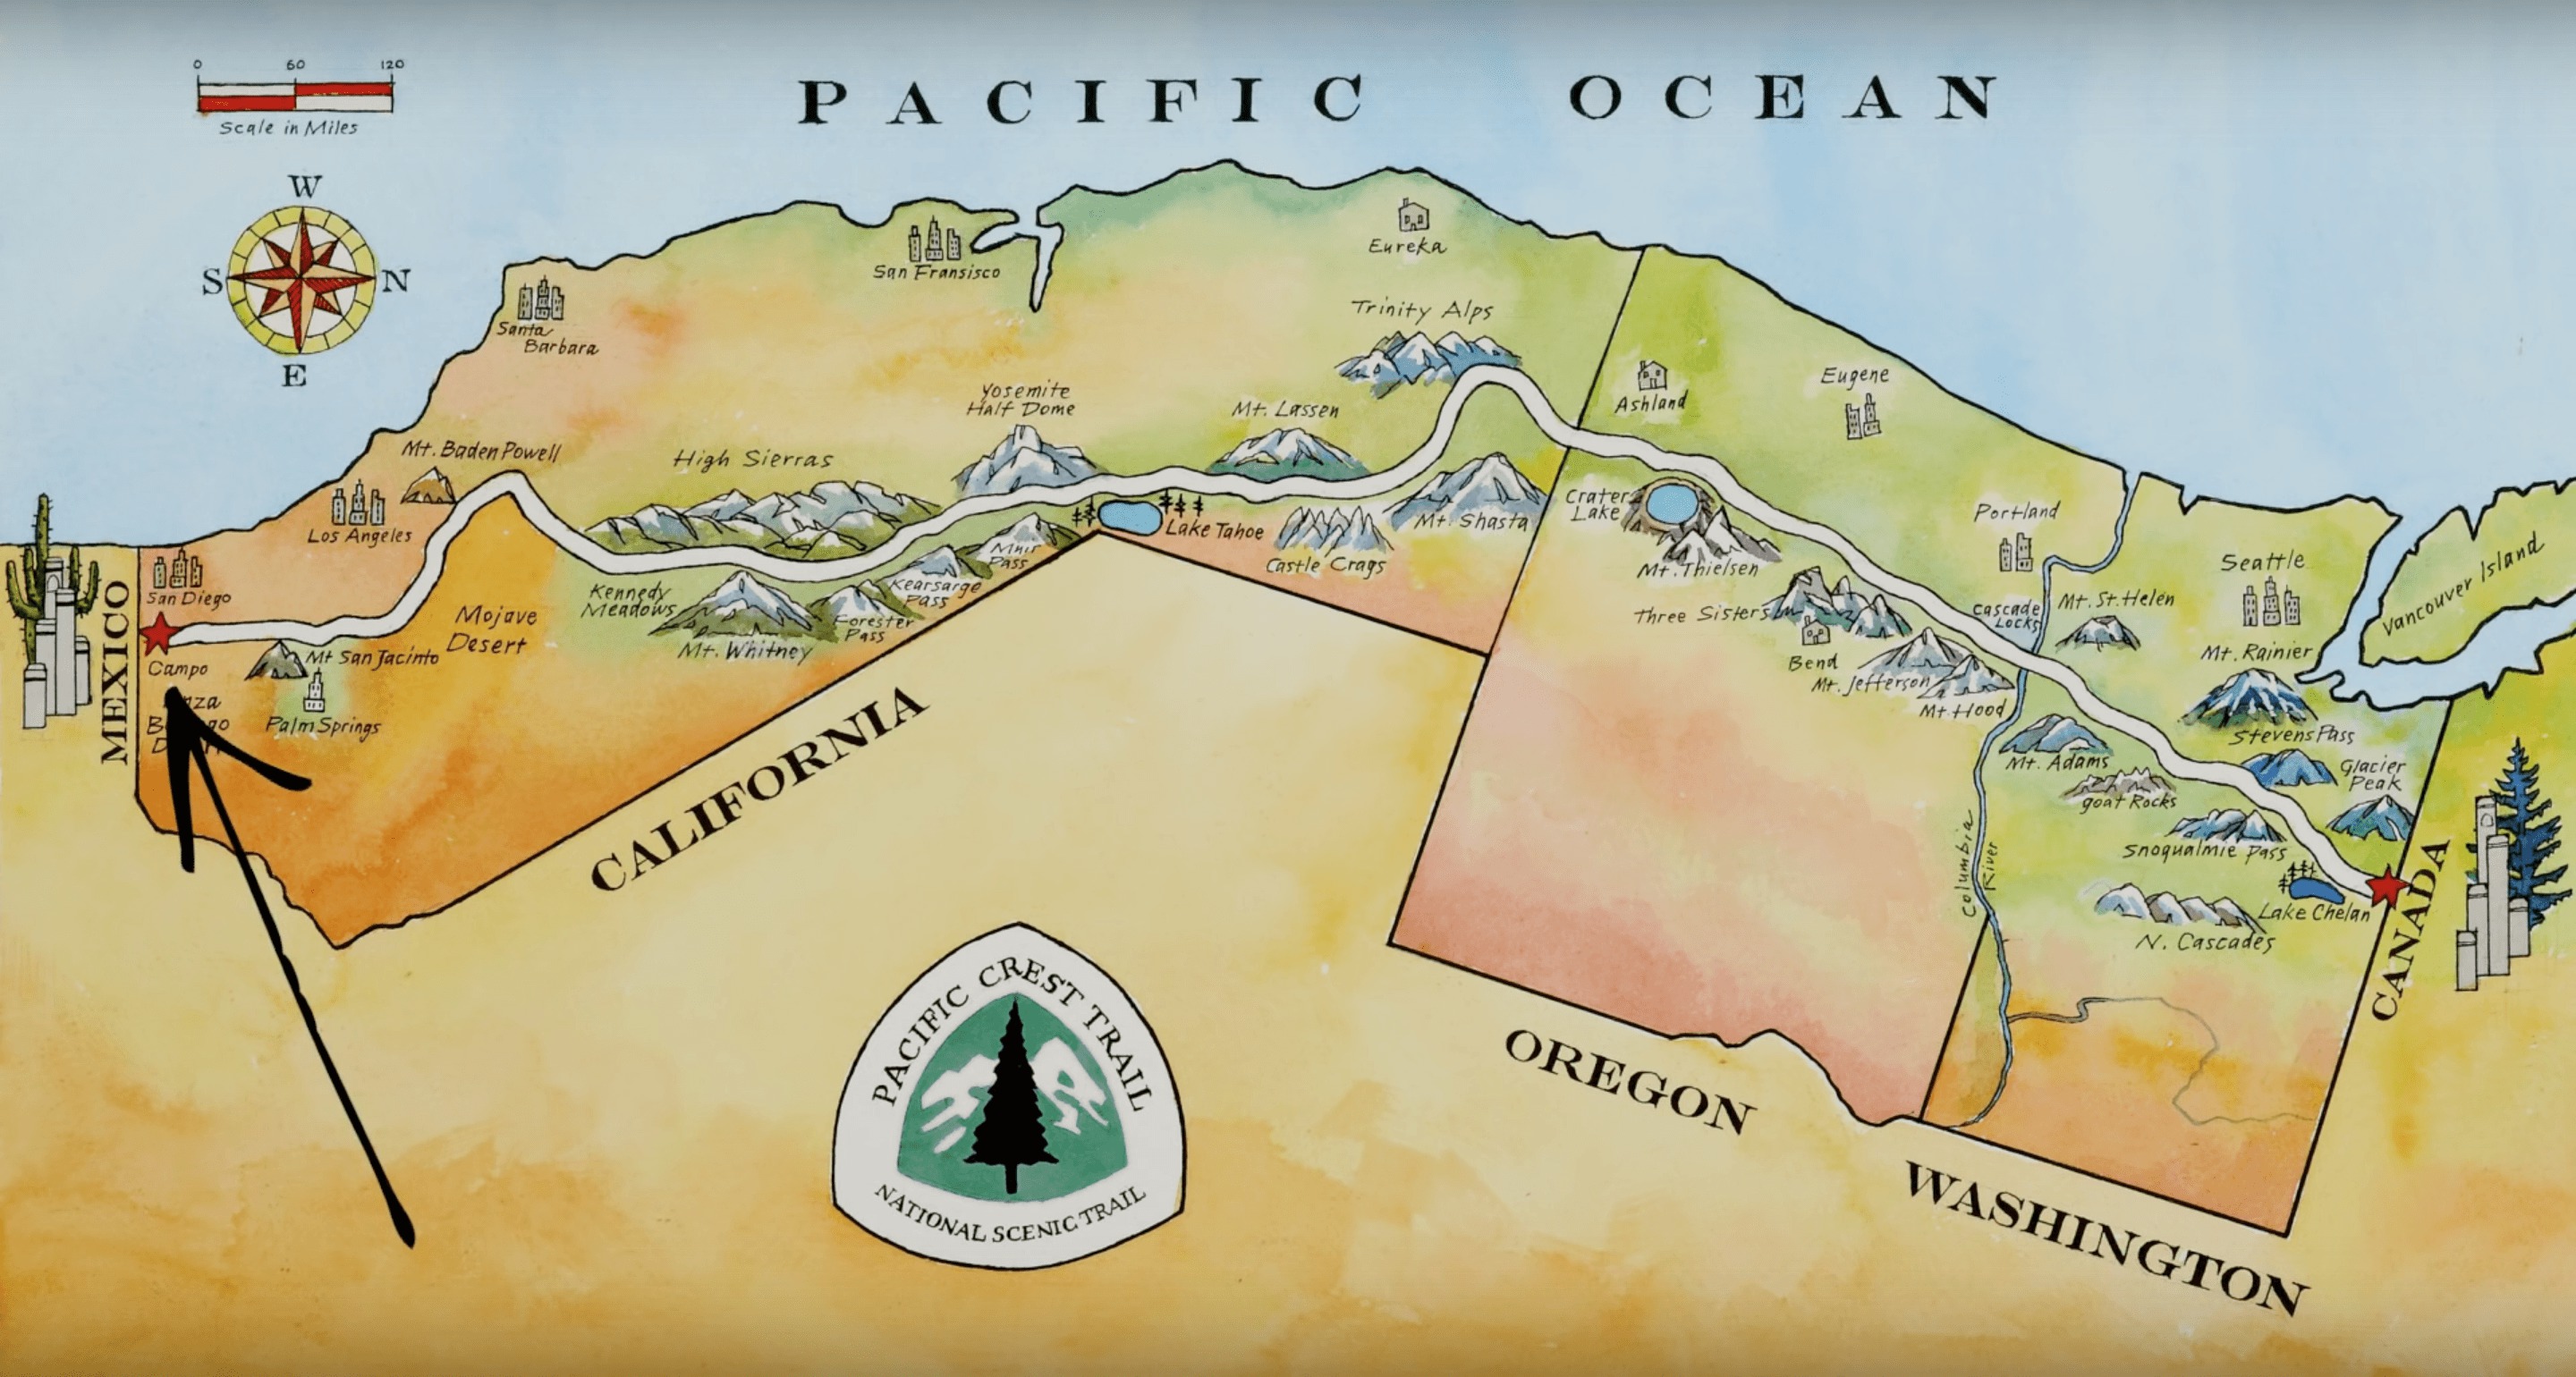 PACIFIC OCEAN
0 60 120
Scale in Miles
W
S
N
E
San Fransisco
Eureka
Santa
Barbara
Trinity Alps
Yosemite
Half Dome
Mt. Lassen
Ashland
Eugene
Mt. Baden Powell
High Sierras
Los Angeles
Lake Tahoe
Castle Crags
Mt. Shasta
Crater
Lake
Mt. Thielsen
Portland
Seattle
Vancouver Island
San Diego
MEXICO
Campo
Mt San Jacinto
Palm Springs
Mojave
Desert
Kennedy
Meadows
Mt. Whitney
Forester
Pass
Kearsarge
Pass
Muir
Pass
Three Sisters
Bend
Mt. Jefferson
Mt. Hood
Cascade
Locks
Mt. St. Helen
Mt. Rainier
Stevens Pass
Glacier
Peak
Mt. Adams
goat Rocks
Snoqualmie Pass
Lake Chelan
N. Cascades
Columbia
River
CANADA
CALIFORNIA
OREGON
WASHINGTON
PACIFIC CREST TRAIL
NATIONAL SCENIC TRAIL